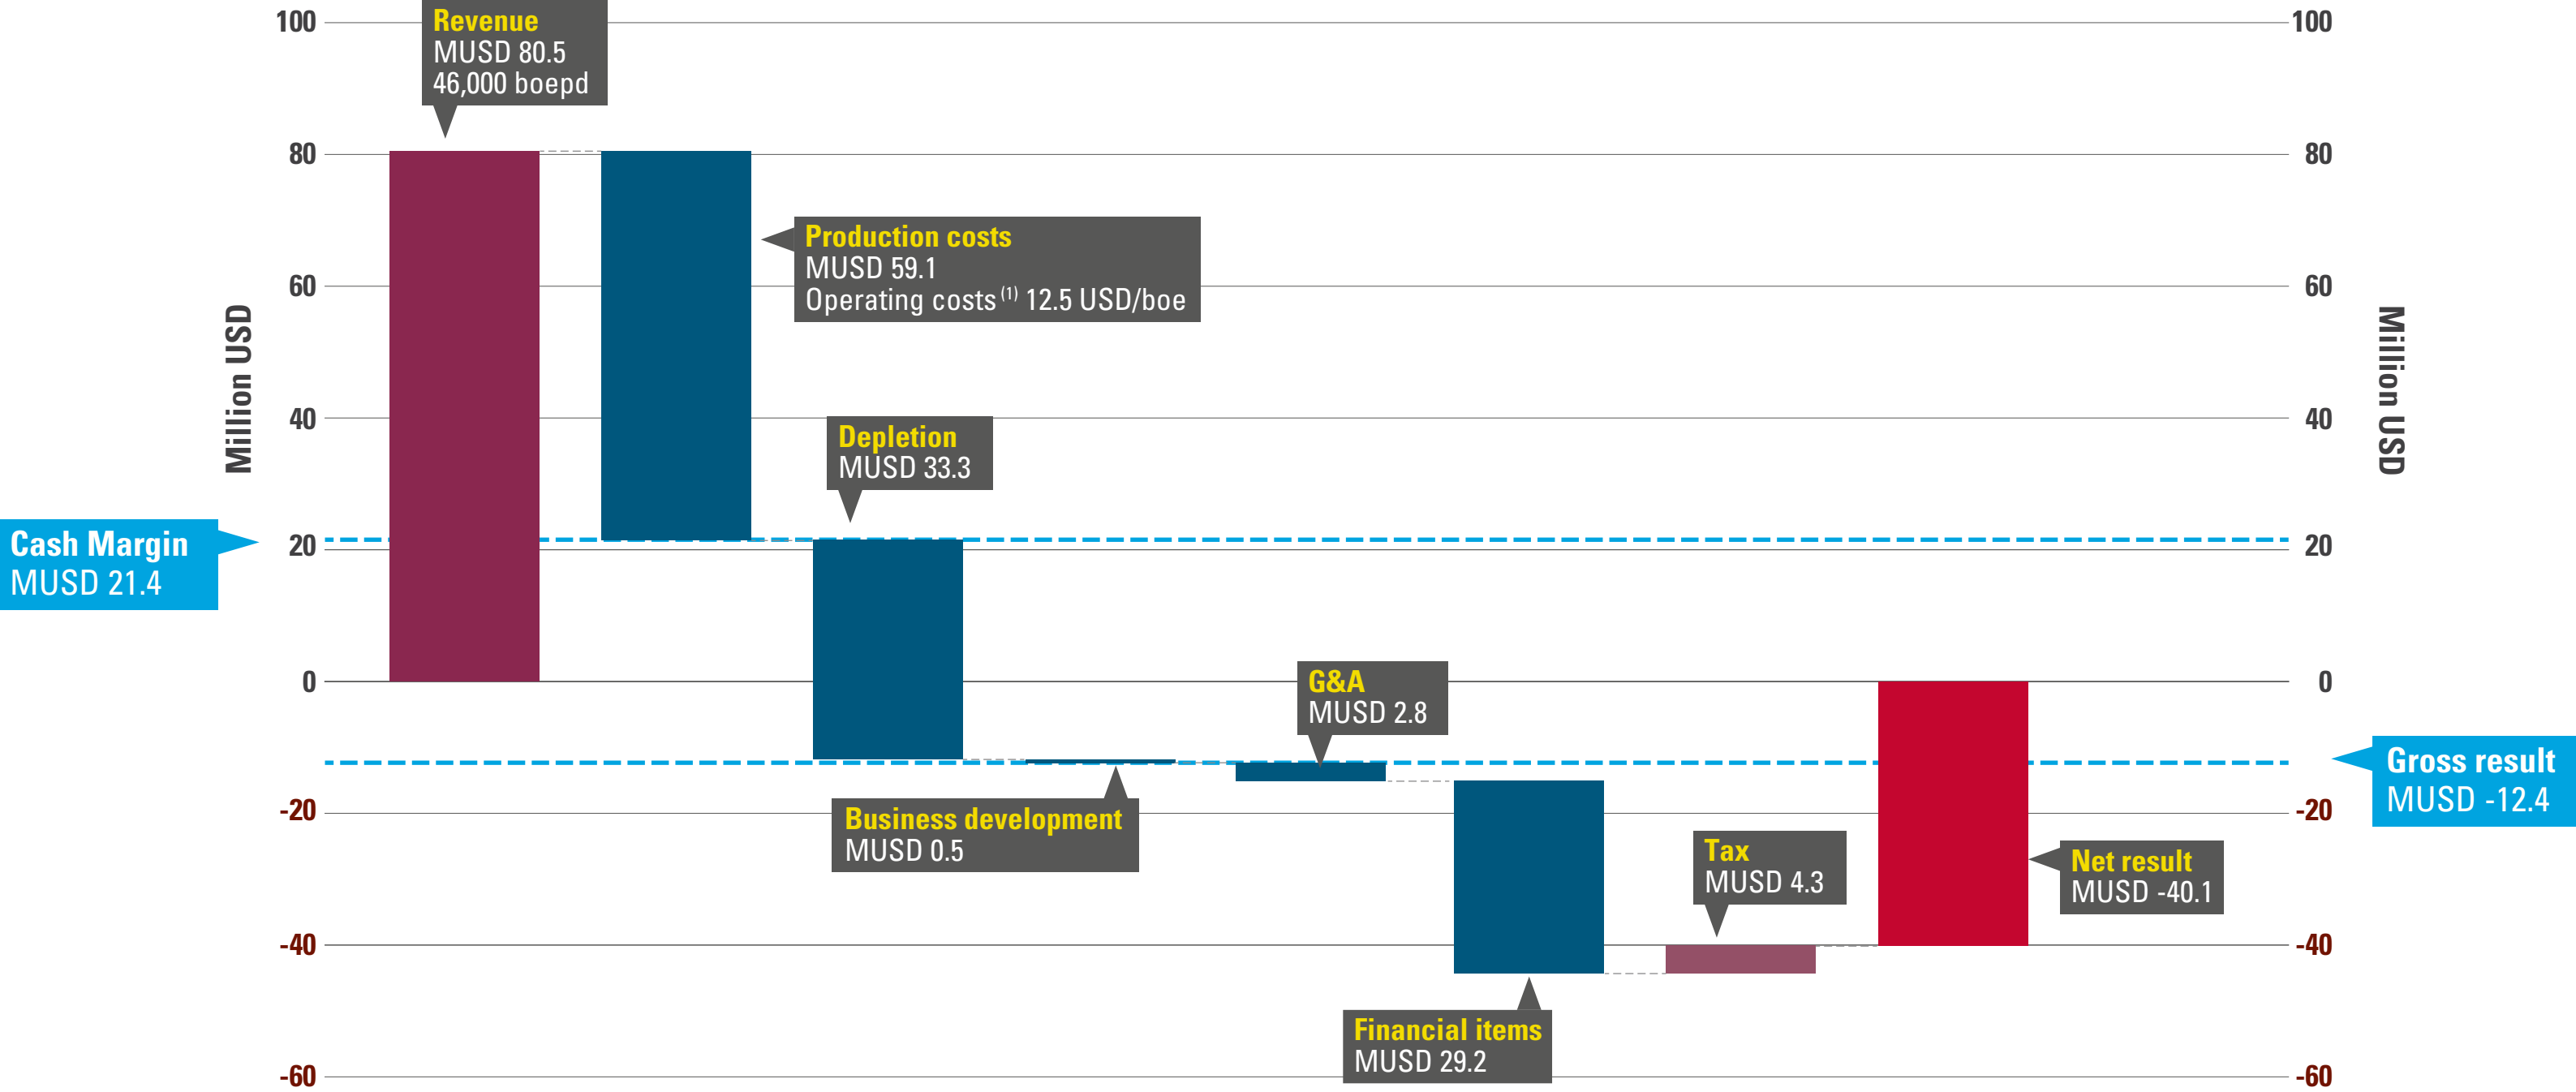 100
80
60
40
20
0
-20
-40
-60
Million USD
Revenue
MUSD 80.5
46,000 boepd
Production costs
MUSD 59.1
Operating costs (1) 12.5 USD/boe
Depletion
MUSD 33.3
Cash Margin
MUSD 21.4
Business development
MUSD 0.5
G&A
MUSD 2.8
Financial items
MUSD 29.2
Tax
MUSD 4.3
Net result
MUSD -40.1
Gross result
MUSD -12.4
100
80
60
40
20
0
-20
-40
-60
Million USD